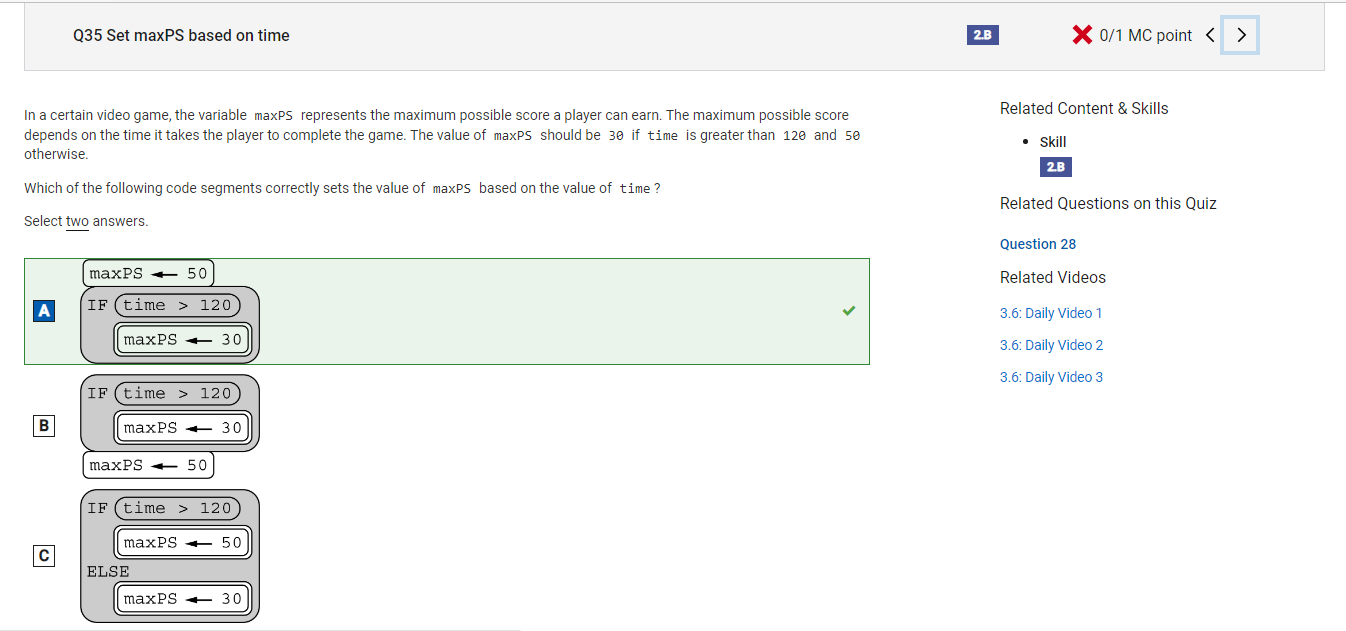 Q35 Set maxPS based on time
2.B
0/1 MC point
In a certain video game, the variable maxPS represents the maximum possible score a player can earn. The maximum possible score
depends on the time it takes the player to complete the game. The value of maxPS should be 30 if time is greater than 120 and 50
otherwise.
Which of the following code segments correctly sets the value of maxPS based on the value of time ?
Select two answers.
A
maxPS ← 50
IF time > 120
maxPS ← 30
B
IF time > 120
maxPS ← 30
maxPS ← 50
C
IF time > 120
maxPS ← 50
ELSE
maxPS ← 30
Related Content & Skills
• Skill
2.B
Related Questions on this Quiz
Question 28
Related Videos
3.6: Daily Video 1
3.6: Daily Video 2
3.6: Daily Video 3